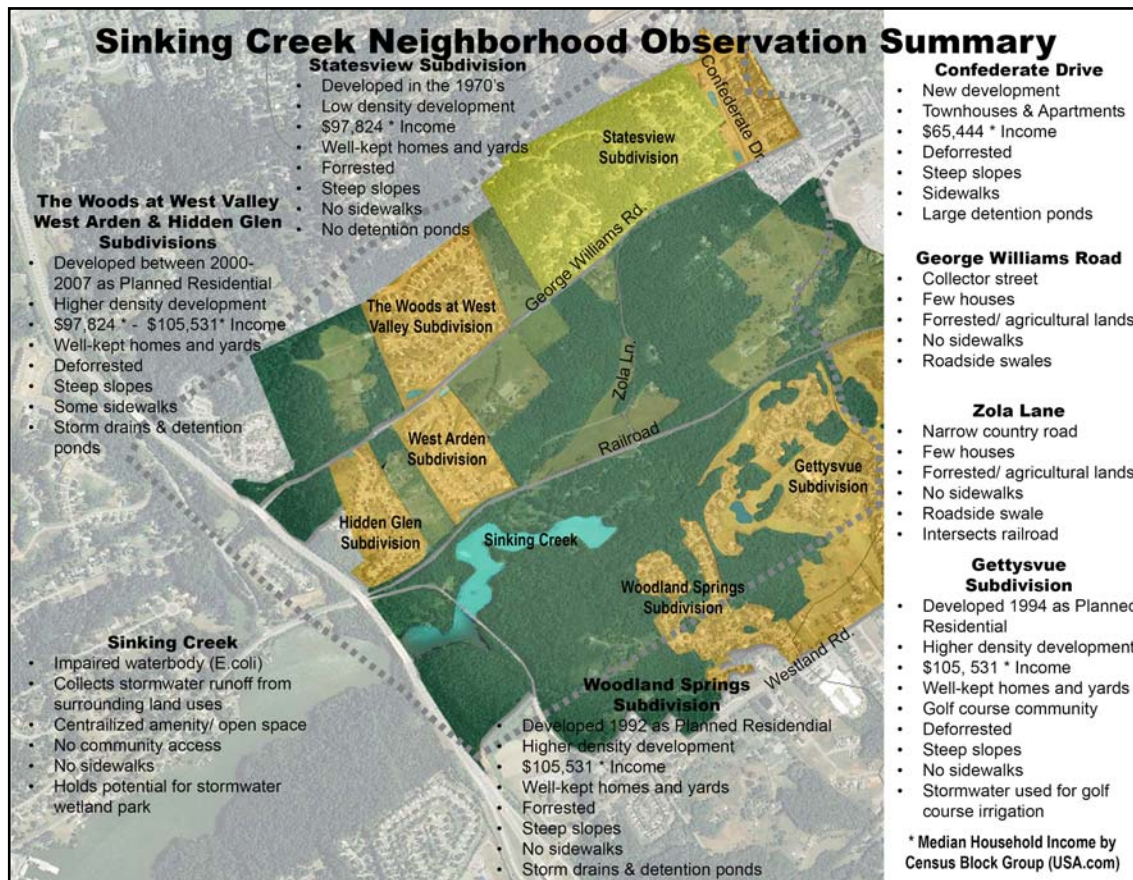 Sinking Creek Neighborhood Observation Summary
Statesview Subdivision
• Developed in the 1970's
• Low density development
• $97,824 * Income
• Well-kept homes and yards
• Forrested
• Steep slopes
• No sidewalks
• No detention ponds
The Woods at West Valley
West Arden & Hidden Glen
Subdivisions
• Developed between 2000-
2007 as Planned Residential
• Higher density development
• $97,824 * - $105,531* Income
• Well-kept homes and yards
• Deforrested
• Steep slopes
• Some sidewalks
• Storm drains & detention
ponds
Sinking Creek
• Impaired waterbody (E.coli)
• Collects stormwater runoff from
surrounding land uses
• Centrailized amenity/ open space
• No community access
• No sidewalks
• Holds potential for stormwater
wetland park
Confederate Dr.
Statesview
Subdivision
George Williams Rd.
The Woods at West
Valley Subdivision
Zola Ln.
West Arden
Subdivision
Railroad
Gettysvue
Subdivision
Hidden Glen
Subdivision
Sinking Creek
Woodland Springs
Subdivision
Westland Rd.
Woodland Springs
Subdivision
• Developed 1992 as Planned Residendial
• Higher density development
• $105,531 * Income
• Well-kept homes and yards
• Forrested
• Steep slopes
• No sidewalks
• Storm drains & detention ponds
Confederate Drive
• New development
• Townhouses & Apartments
• $65,444 * Income
• Deforrested
• Steep slopes
• Sidewalks
• Large detention ponds
George Williams Road
• Collector street
• Few houses
• Forrested/ agricultural lands
• No sidewalks
• Roadside swales
Zola Lane
• Narrow country road
• Few houses
• Forrested/ agricultural lands
• No sidewalks
• Roadside swale
• Intersects railroad
Gettysvue
Subdivision
• Developed 1994 as Planned
Residential
• Higher density development
• $105, 531 * Income
• Well-kept homes and yards
• Golf course community
• Deforrested
• Steep slopes
• No sidewalks
• Stormwater used for golf
course irrigation
* Median Household Income by
Census Block Group (USA.com)